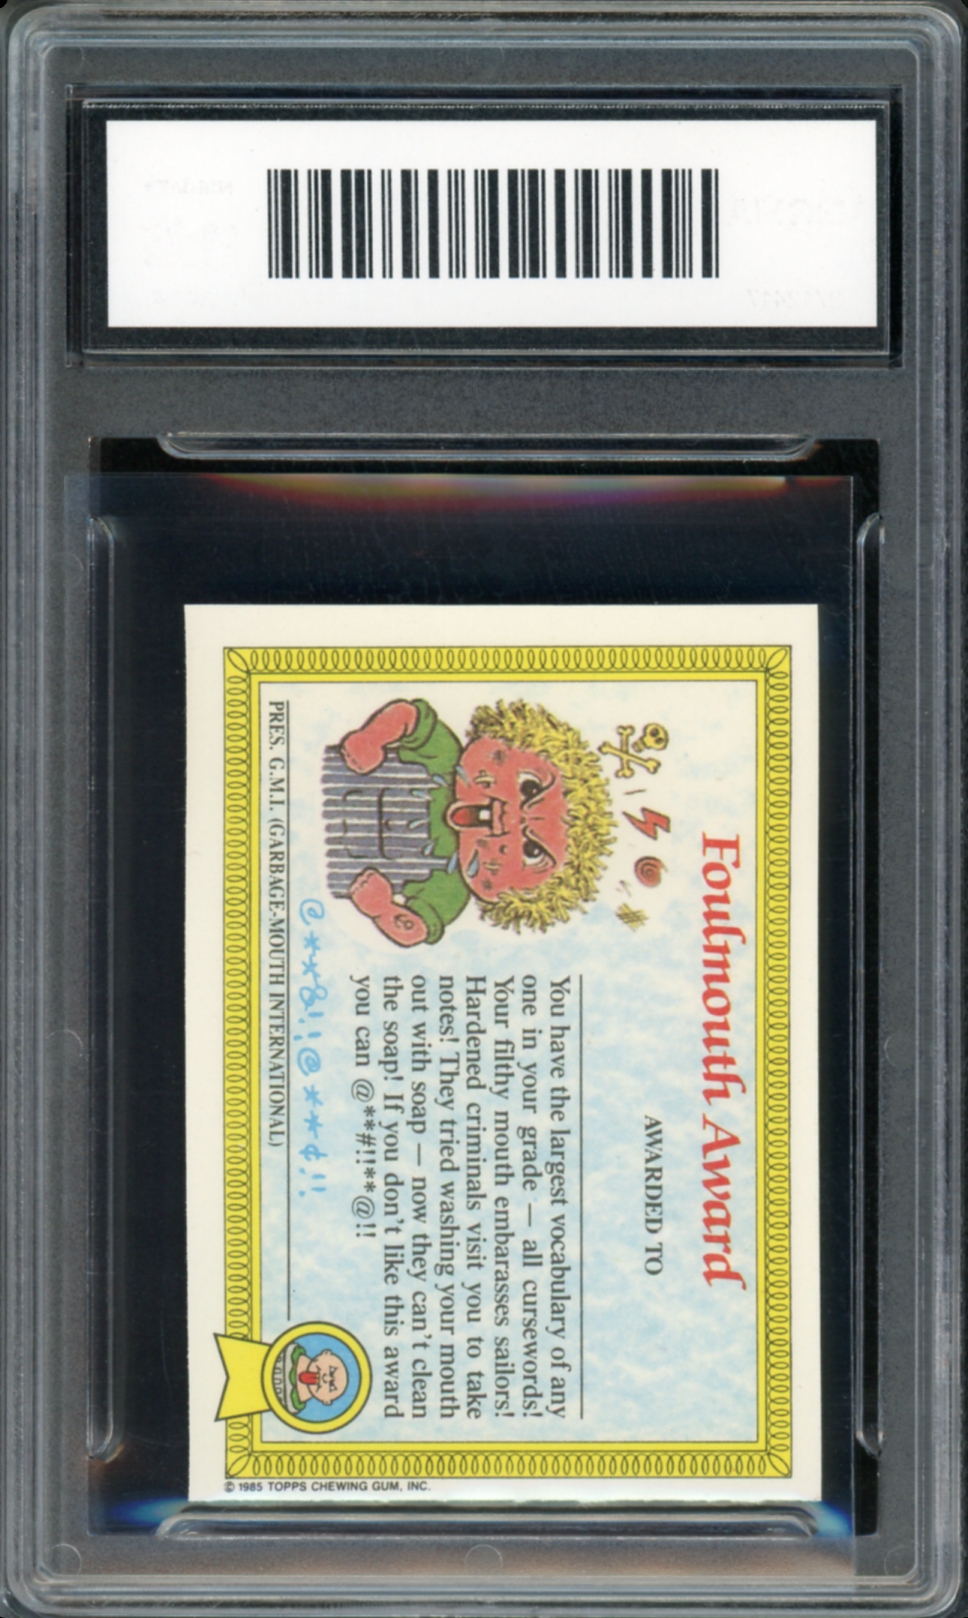 Foulmouth Award
AWARDED TO
You have the largest vocabulary of any
one in your grade — all cursewords!
Your filthy mouth embarasses sailors!
Hardened criminals visit you to take
notes! They tried washing your mouth
out with soap — now they can't clean
the soap! If you don't like this award
you can @**#!!**@!!
@**&!!@**¢!!
PRES. G.M.I. (GARBAGE-MOUTH INTERNATIONAL)
© 1985 TOPPS CHEWING GUM, INC.